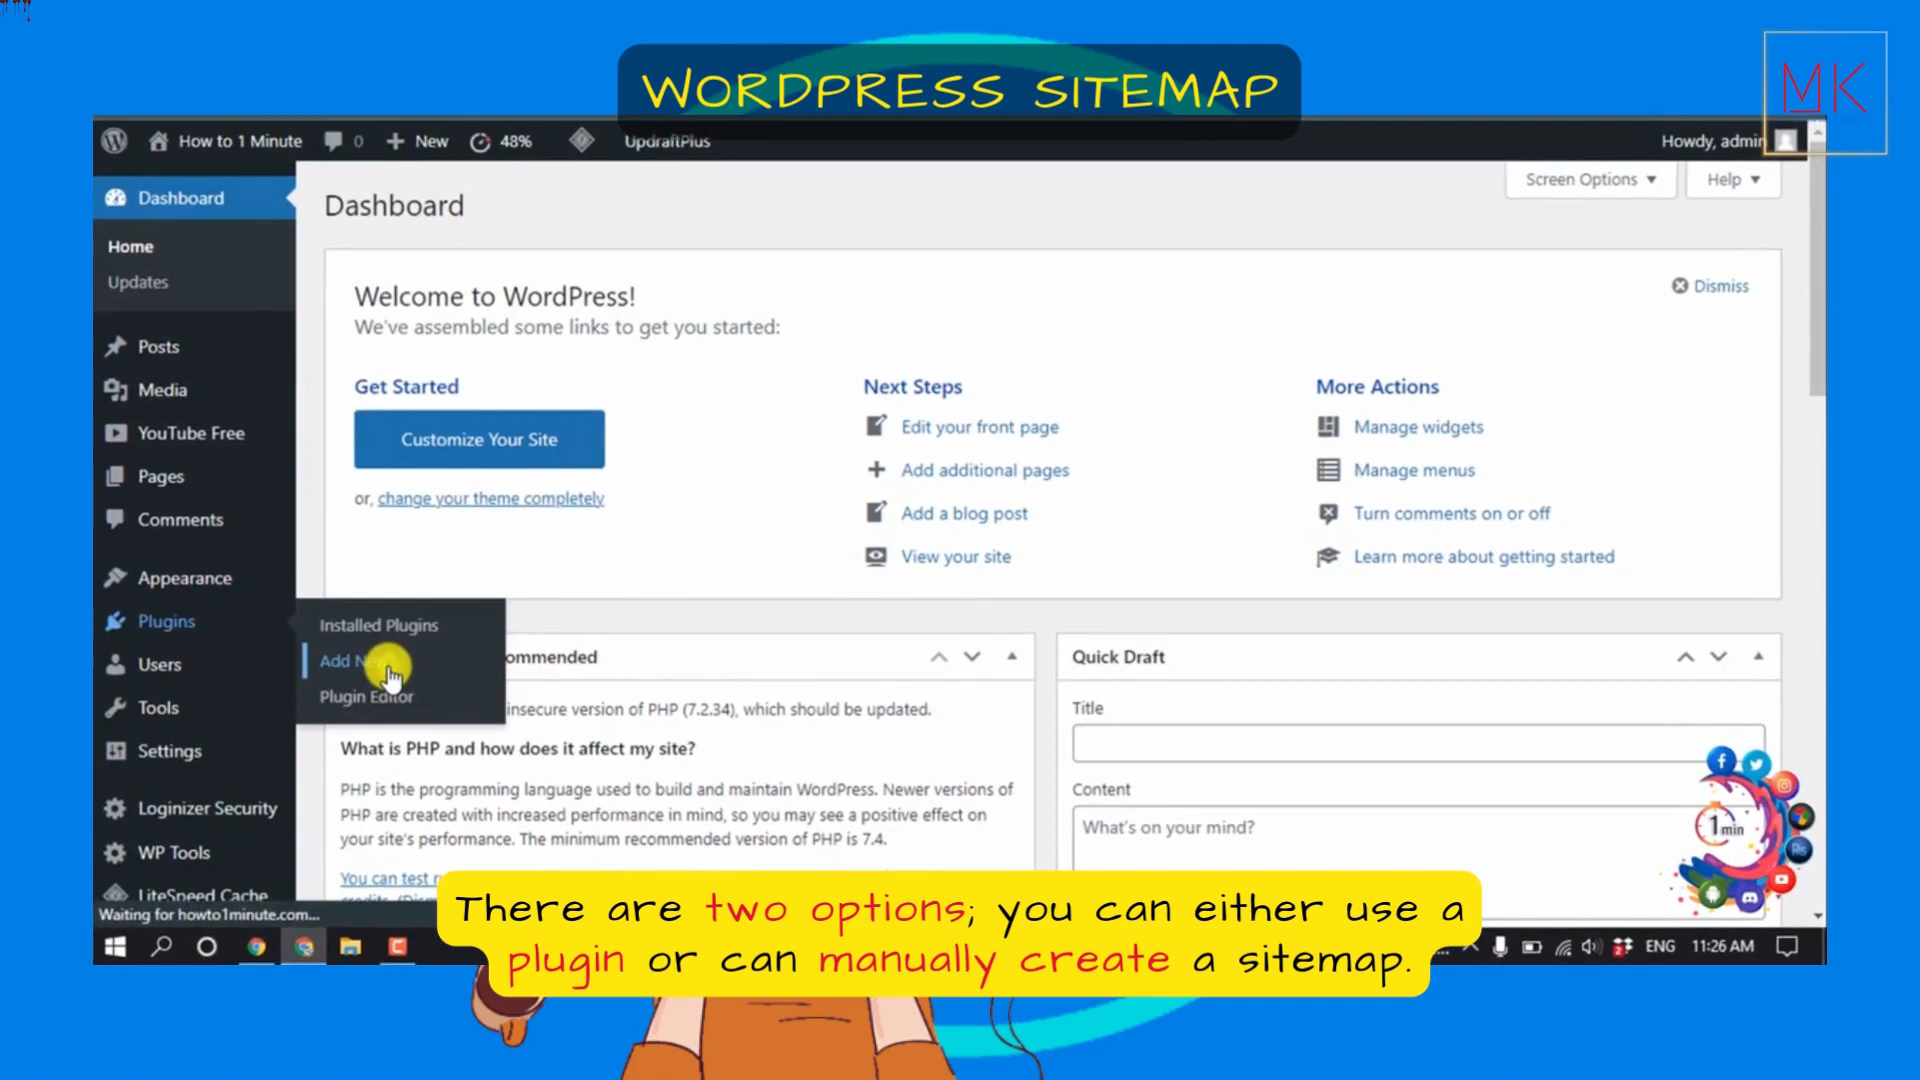 WORDPRESS SITEMAP
MK
How to 1 Minute
0
New
48%
UpdraftPlus
Howdy, admin
Dashboard
Home
Updates
Posts
Media
YouTube Free
Pages
Comments
Appearance
Plugins
Users
Tools
Settings
Loginizer Security
WP Tools
LiteSpeed Cache
Waiting for howto1minute.com...
Installed Plugins
Add
Plugin Editor
Dashboard
Screen Options
Help
Welcome to WordPress!
We've assembled some links to get you started:
Dismiss
Get Started
Customize Your Site
or, change your theme completely
Next Steps
Edit your front page
Add additional pages
Add a blog post
View your site
More Actions
Manage widgets
Manage menus
Turn comments on or off
Learn more about getting started
ommended
insecure version of PHP (7.2.34), which should be updated.
What is PHP and how does it affect my site?
PHP is the programming language used to build and maintain WordPress. Newer versions of
PHP are created with increased performance in mind, so you may see a positive effect on
your site's performance. The minimum recommended version of PHP is 7.4.
You can test
Quick Draft
Title
Content
What's on your mind?
1min
Ps
There are two options; you can either use a
plugin or can manually create a sitemap.
ENG
11:26 AM